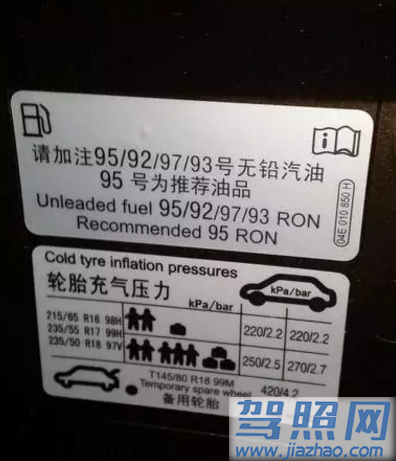 请加注95/92/97/93号无铅汽油
95 号为推荐油品
Unleaded fuel 95/92/97/93 RON
Recommended 95 RON
04E 010 850 H
Cold tyre inflation pressures
轮胎充气压力
kPa/bar
kPa/bar
215/65 R16 98H
235/55 R17 99H
220/2.2 220/2.2
235/50 R18 97V
250/2.5 270/2.7
T145/80 R18 99M
Temporary spare wheel
420/4.2
备用轮胎
驾照网
www.jiazhao.com